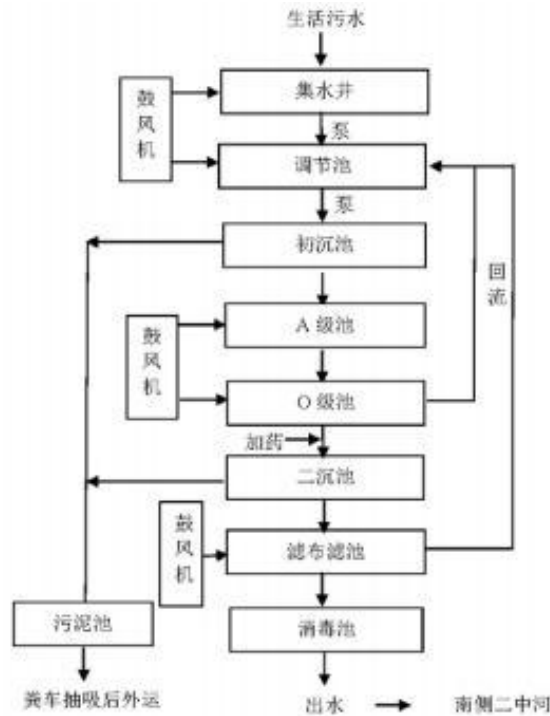 生活污水
鼓风机
集水井
泵
调节池
泵
初沉池
回流
鼓风机
A 级池
O 级池
加药
二沉池
鼓风机
滤布滤池
污泥池
消毒池
粪车抽吸后外运
出水
南侧二中河